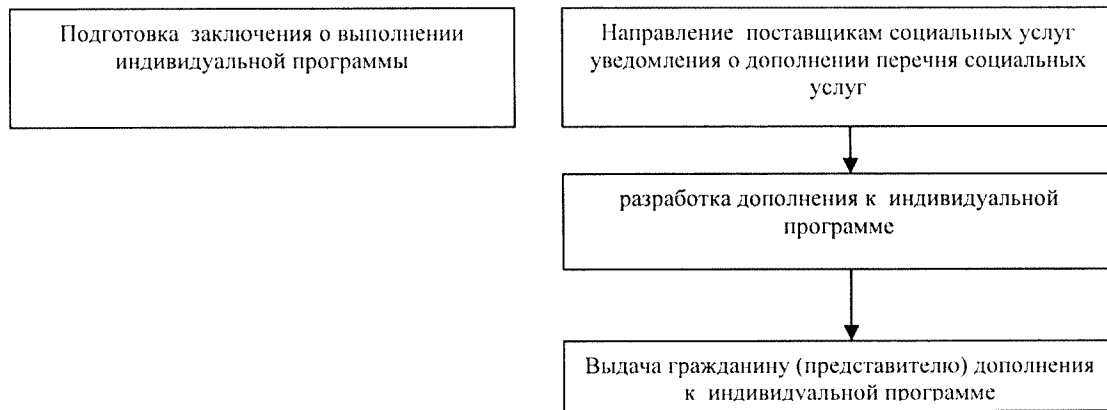 Подготовка заключения о выполнении
индивидуальной программы
Направление поставщикам социальных услуг
уведомления о дополнении перечня социальных
услуг
разработка дополнения к индивидуальной
программе
Выдача гражданину (представителю) дополнения
к индивидуальной программе